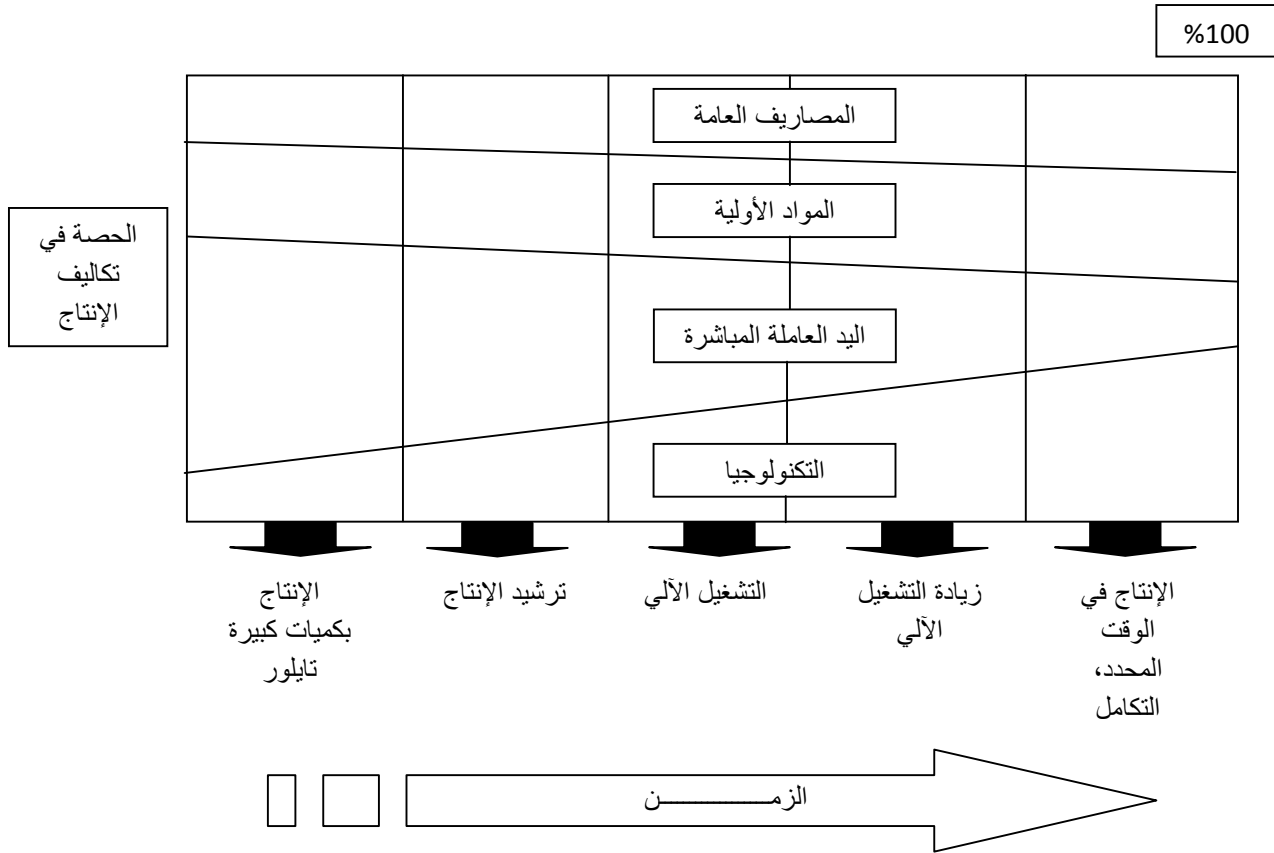 %100
المصاريف العامة
المواد الأولية
الحصة في
تكاليف
الإنتاج
اليد العاملة المباشرة
التكنولوجيا
الإنتاج
بكميات كبيرة
تايلور
ترشيد الإنتاج
التشغيل الآلي
زيادة التشغيل
الآلي
الإنتاج في
الوقت
المحدد،
التكامل
الزمــــــــــــن